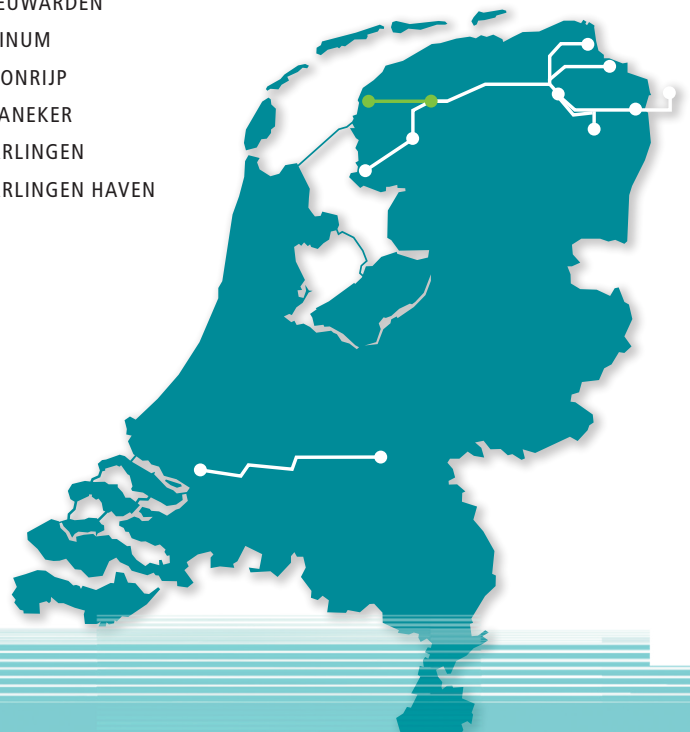 EUWARDEN
INUM
ONRIJP
ANEKER
RLINGEN
RLINGEN HAVEN